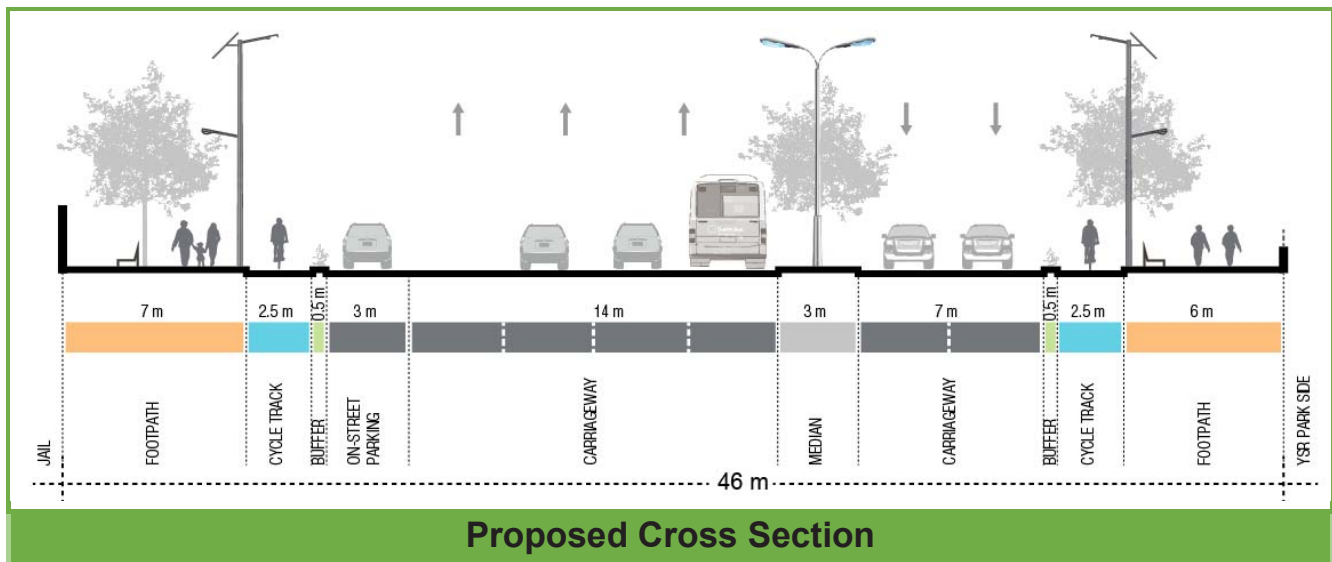 7 m
2.5 m
0.5 m
3 m
14 m
3 m
7 m
0.5 m
2.5 m
6 m
JAIL
FOOTPATH
CYCLE TRACK
BUFFER
ON-STREET
PARKING
CARRIAGEWAY
MEDIAN
CARRIAGEWAY
BUFFER
CYCLE TRACK
FOOTPATH
YSR PARK SIDE
46 m
Proposed Cross Section